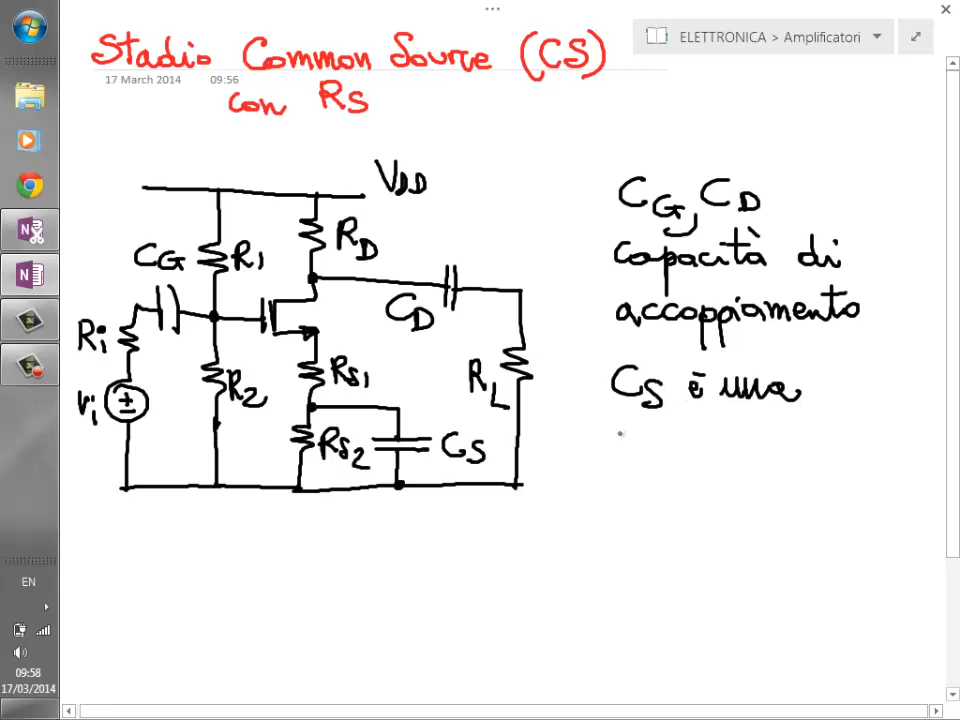 ELETTRONICA > Amplificatori
Stadio Common Source (CS)
17 March 2014 09:56
con RS
VDD
RD
CG
R1
CD
Ri
vi
R2
RS1
RL
RS2
CS
CG, CD
capacità di
accoppiamento
CS è una
EN
09:58
17/03/2014